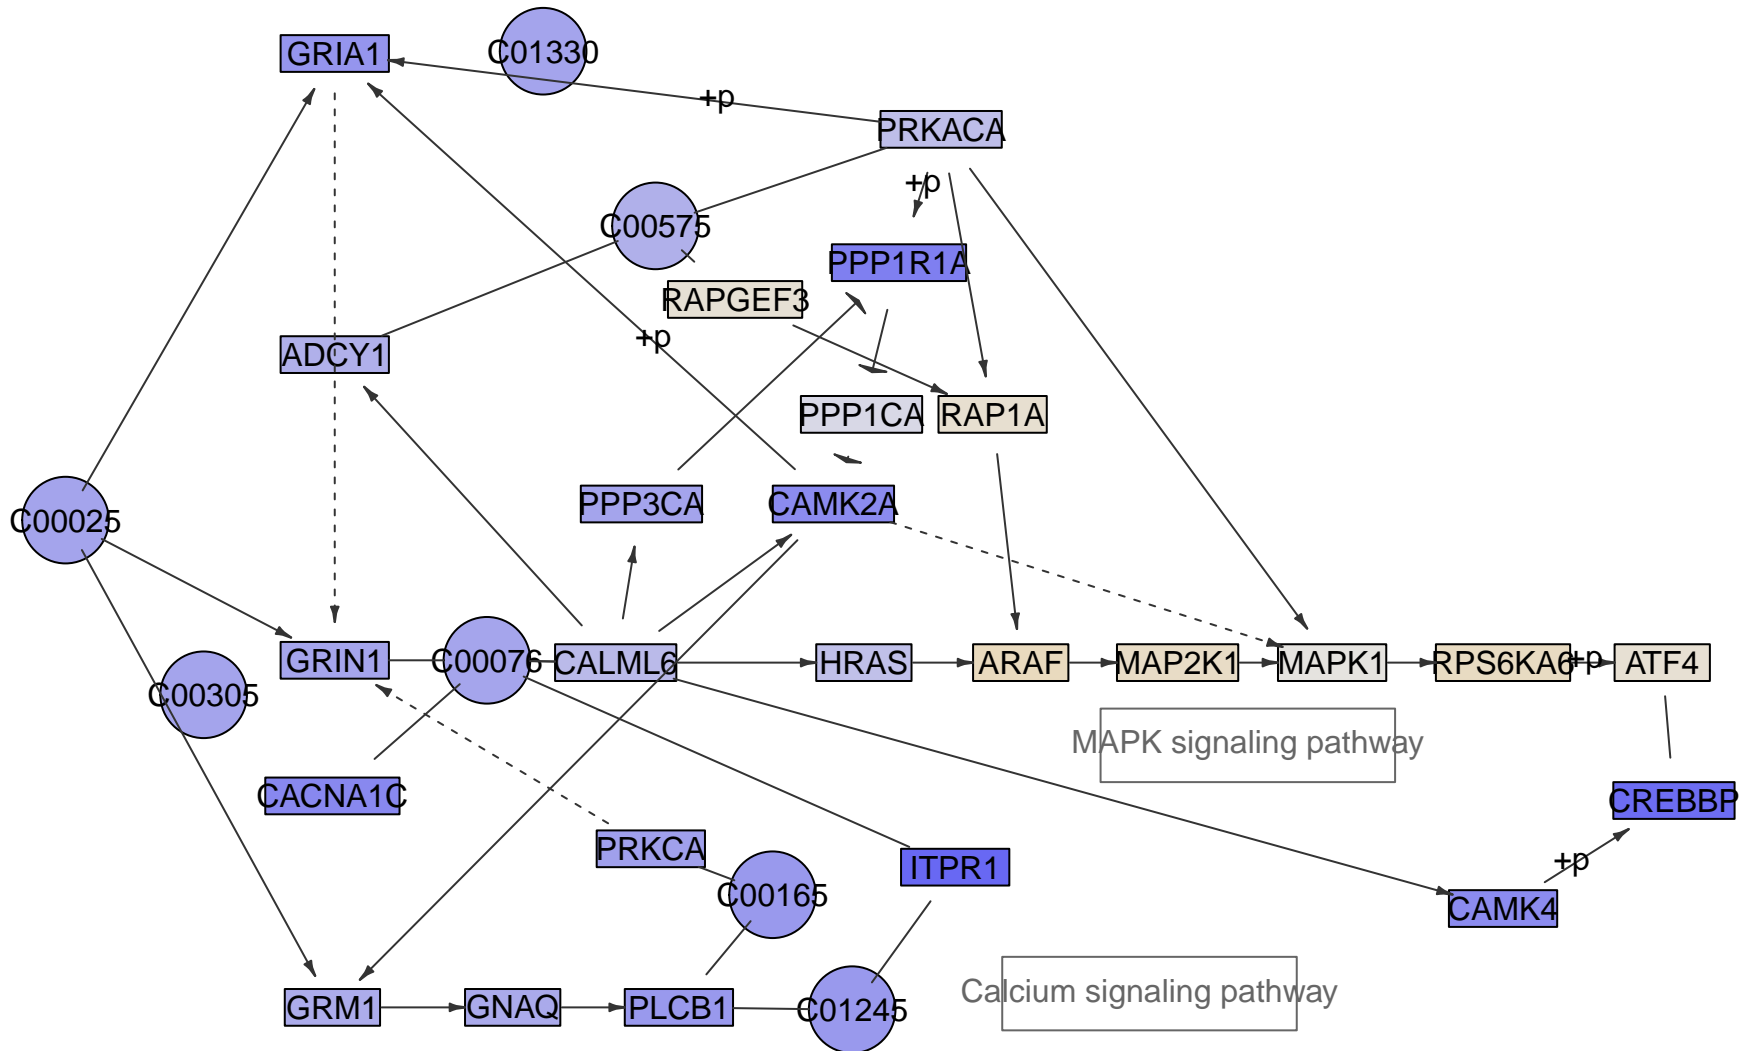 GRIA1
C01330
+p
PRKACA
+p
C00575
PPP1R1A
RAPGEF3
+p
ADCY1
PPP1CA
RAP1A
PPP3CA
CAMK2A
C00025
GRIN1
C00076
CALML6
HRAS
ARAF
MAP2K1
MAPK1
RPS6KA6
+p
ATF4
C00305
MAPK signaling pathway
CACNA1C
CREBBP
PRKCA
ITPR1
+p
C00165
CAMK4
Calcium signaling pathway
GRM1
GNAQ
PLCB1
C01245